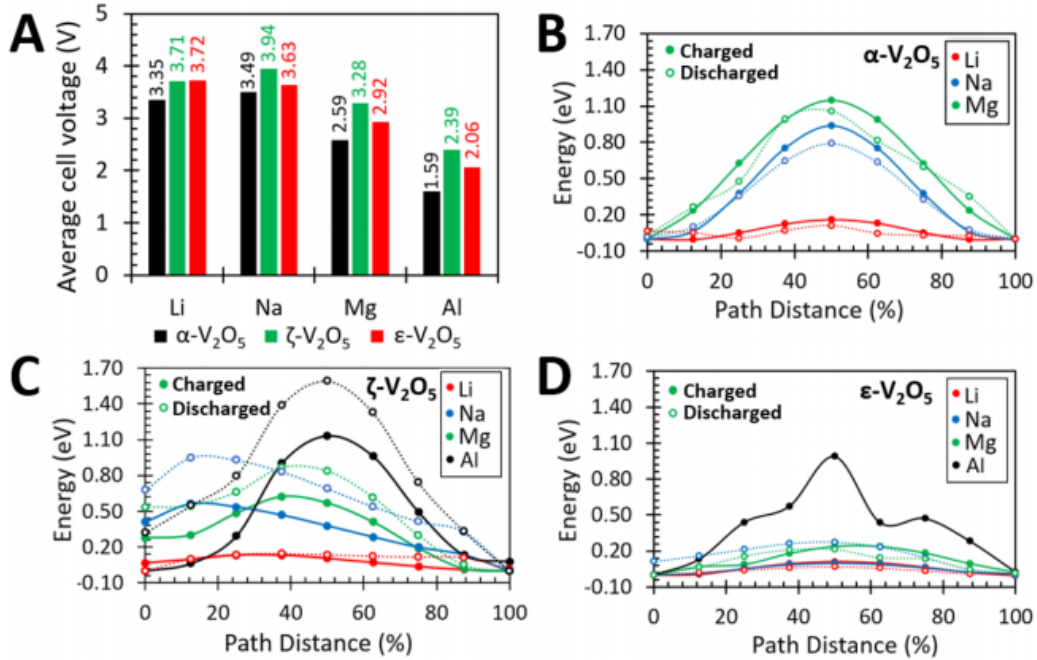 A
Average cell voltage (V)
5
4
3
2
1
0
3.35
3.71
3.72
3.49
3.94
3.63
2.59
3.28
2.92
1.59
2.39
2.06
Li Na Mg Al
α-V₂O₅ ζ-V₂O₅ ε-V₂O₅
B
Energy (eV)
1.70
1.40
1.10
0.80
0.50
0.20
-0.10
Charged
Discharged
α-V₂O₅
Li
Na
Mg
0 20 40 60 80 100
Path Distance (%)
C
Energy (eV)
1.70
1.40
1.10
0.80
0.50
0.20
-0.10
Charged
Discharged
ζ-V₂O₅
Li
Na
Mg
Al
0 20 40 60 80 100
Path Distance (%)
D
Energy (eV)
1.70
1.40
1.10
0.80
0.50
0.20
-0.10
Charged
Discharged
ε-V₂O₅
Li
Na
Mg
Al
0 20 40 60 80 100
Path Distance (%)